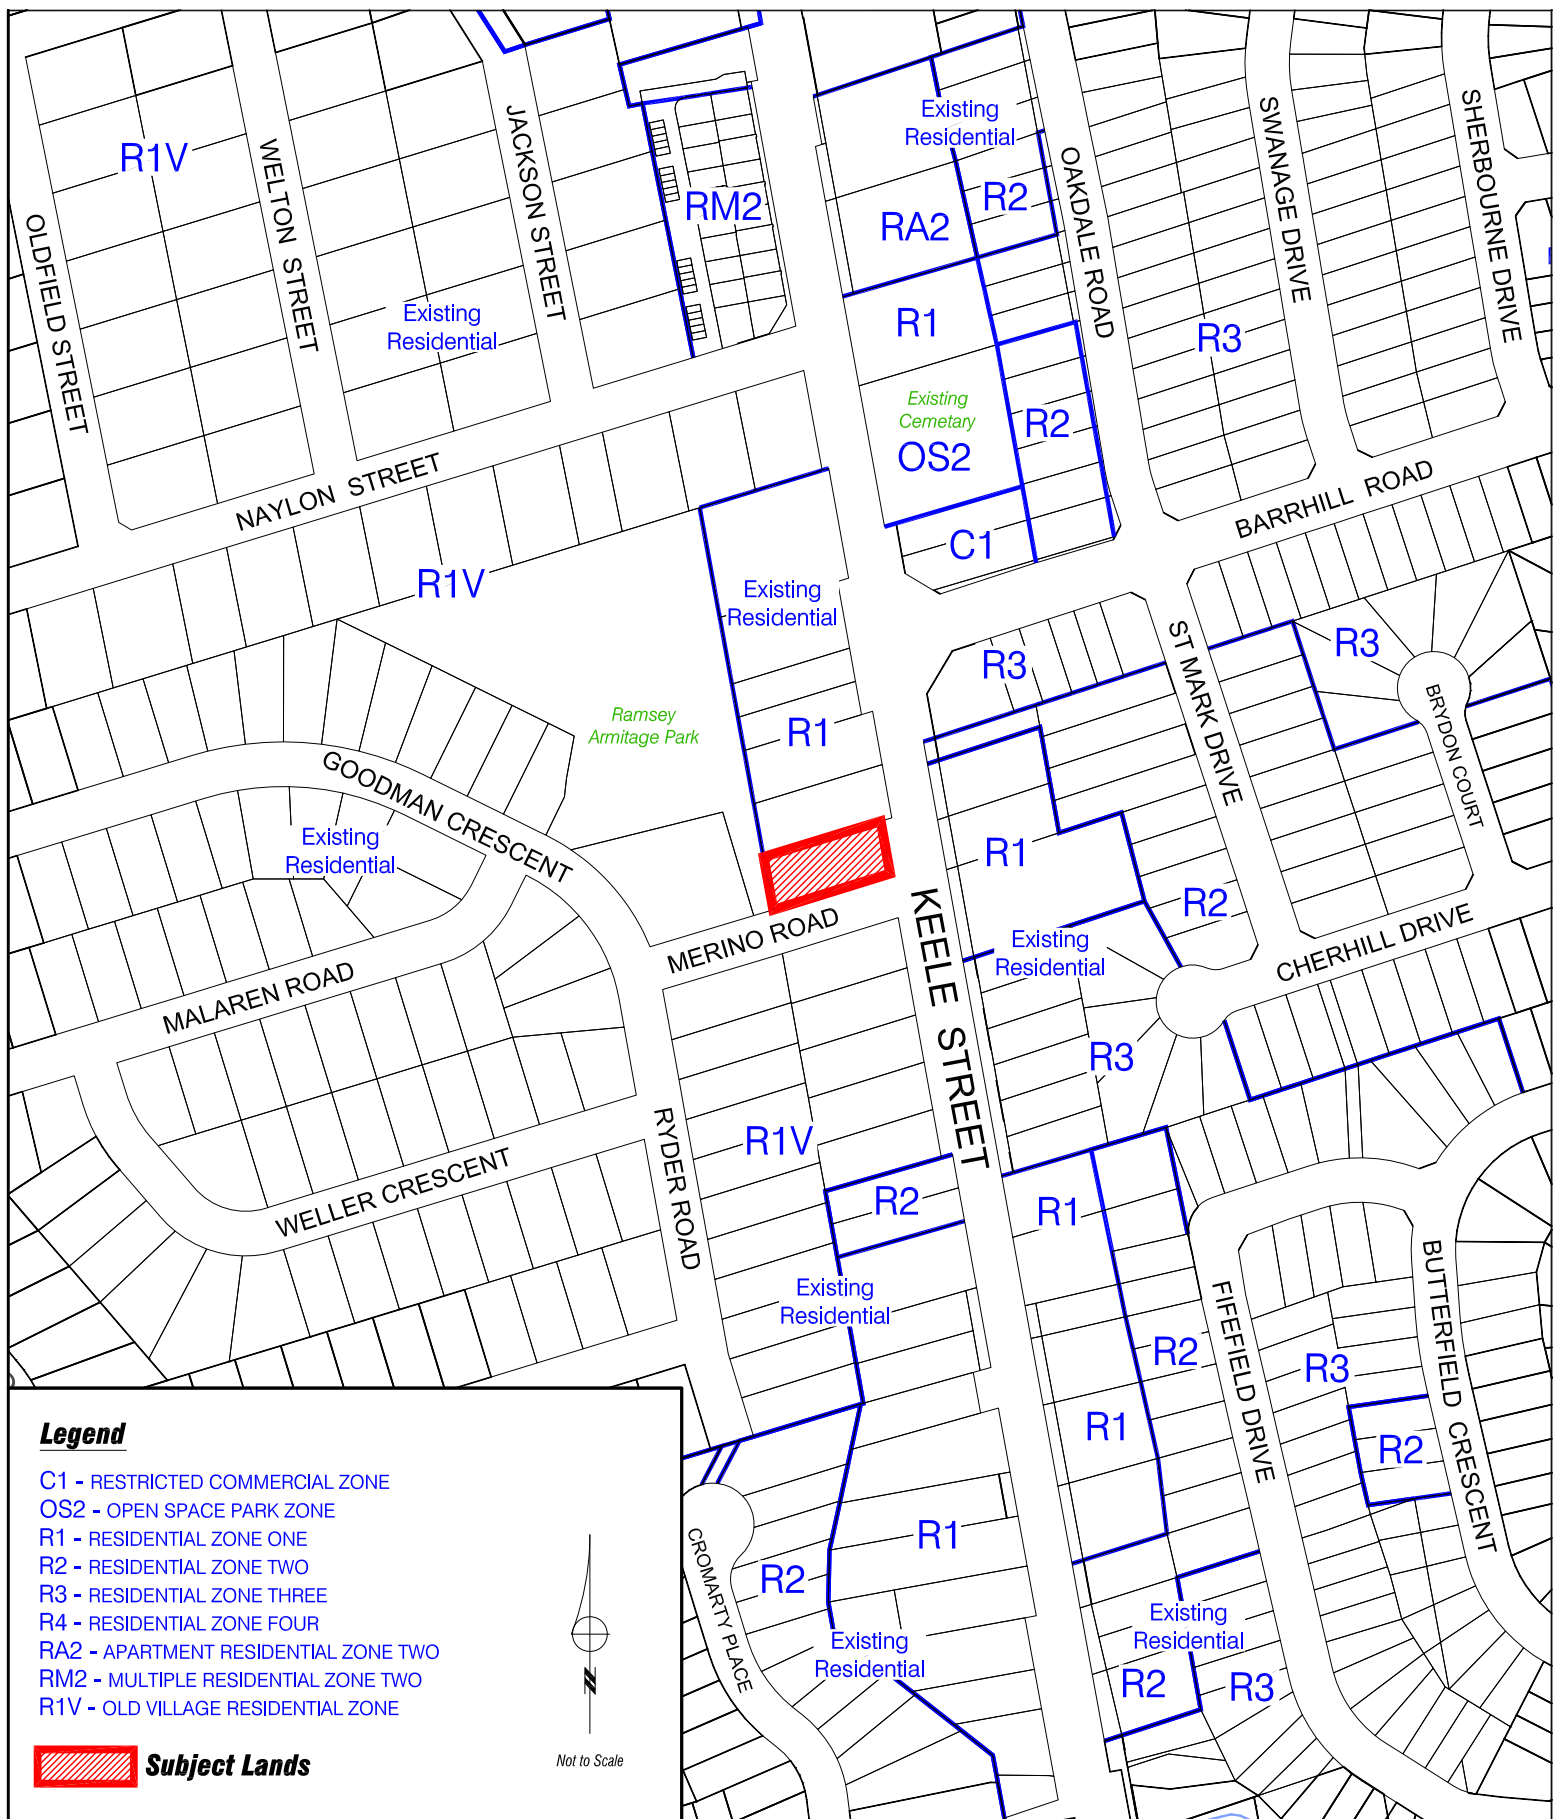 R1V
OLDFIELD STREET
WELTON STREET
JACKSON STREET
Existing
Residential
RM2
Existing
Residential
RA2
R2
OAKDALE ROAD
SWANAGE DRIVE
SHERBOURNE DRIVE
R1
R3
Existing
Cemetary
OS2
R2
C1
NAYLON STREET
BARRHILL ROAD
R1V
Existing
Residential
R3
ST MARK DRIVE
R3
BRYDON COURT
Ramsey
Armitage Park
R1
GOODMAN CRESCENT
Existing
Residential
R1
R2
KEELE STREET
MERINO ROAD
Existing
Residential
CHERHILL DRIVE
MALAREN ROAD
R3
RYDER ROAD
R1V
WELLER CRESCENT
R2
R1
Existing
Residential
FIFEFIELD DRIVE
BUTTERFIELD CRESCENT
R2
R3
R1
R2
R1
R2
CROMARTY PLACE
Existing
Residential
Existing
Residential
R2
R3
Legend
C1 - RESTRICTED COMMERCIAL ZONE
OS2 - OPEN SPACE PARK ZONE
R1 - RESIDENTIAL ZONE ONE
R2 - RESIDENTIAL ZONE TWO
R3 - RESIDENTIAL ZONE THREE
R4 - RESIDENTIAL ZONE FOUR
RA2 - APARTMENT RESIDENTIAL ZONE TWO
RM2 - MULTIPLE RESIDENTIAL ZONE TWO
R1V - OLD VILLAGE RESIDENTIAL ZONE
Subject Lands
N
Not to Scale